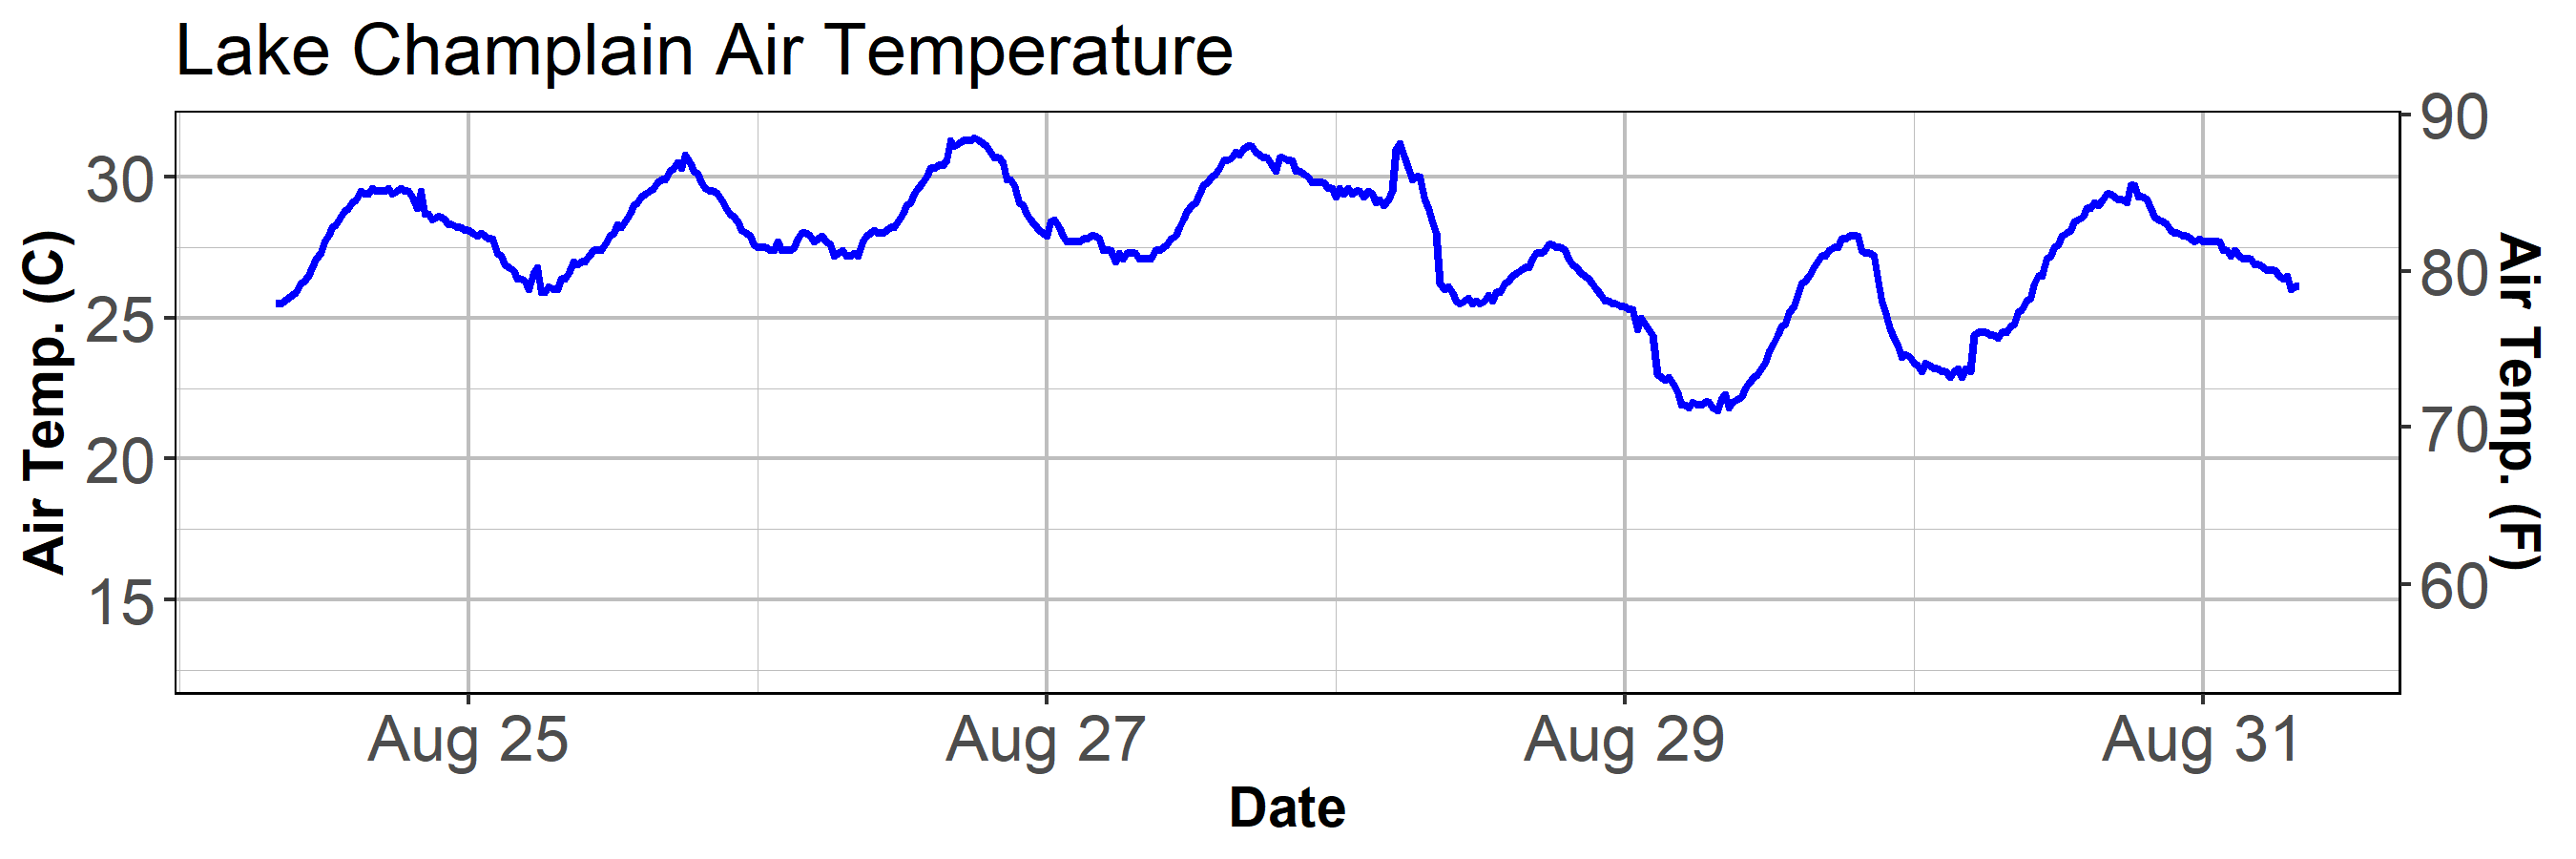 Lake Champlain Air Temperature
Air Temp. (C)
30
25
20
15
90
80
70
60
Air Temp. (F)
Aug 25
Aug 27
Aug 29
Aug 31
Date